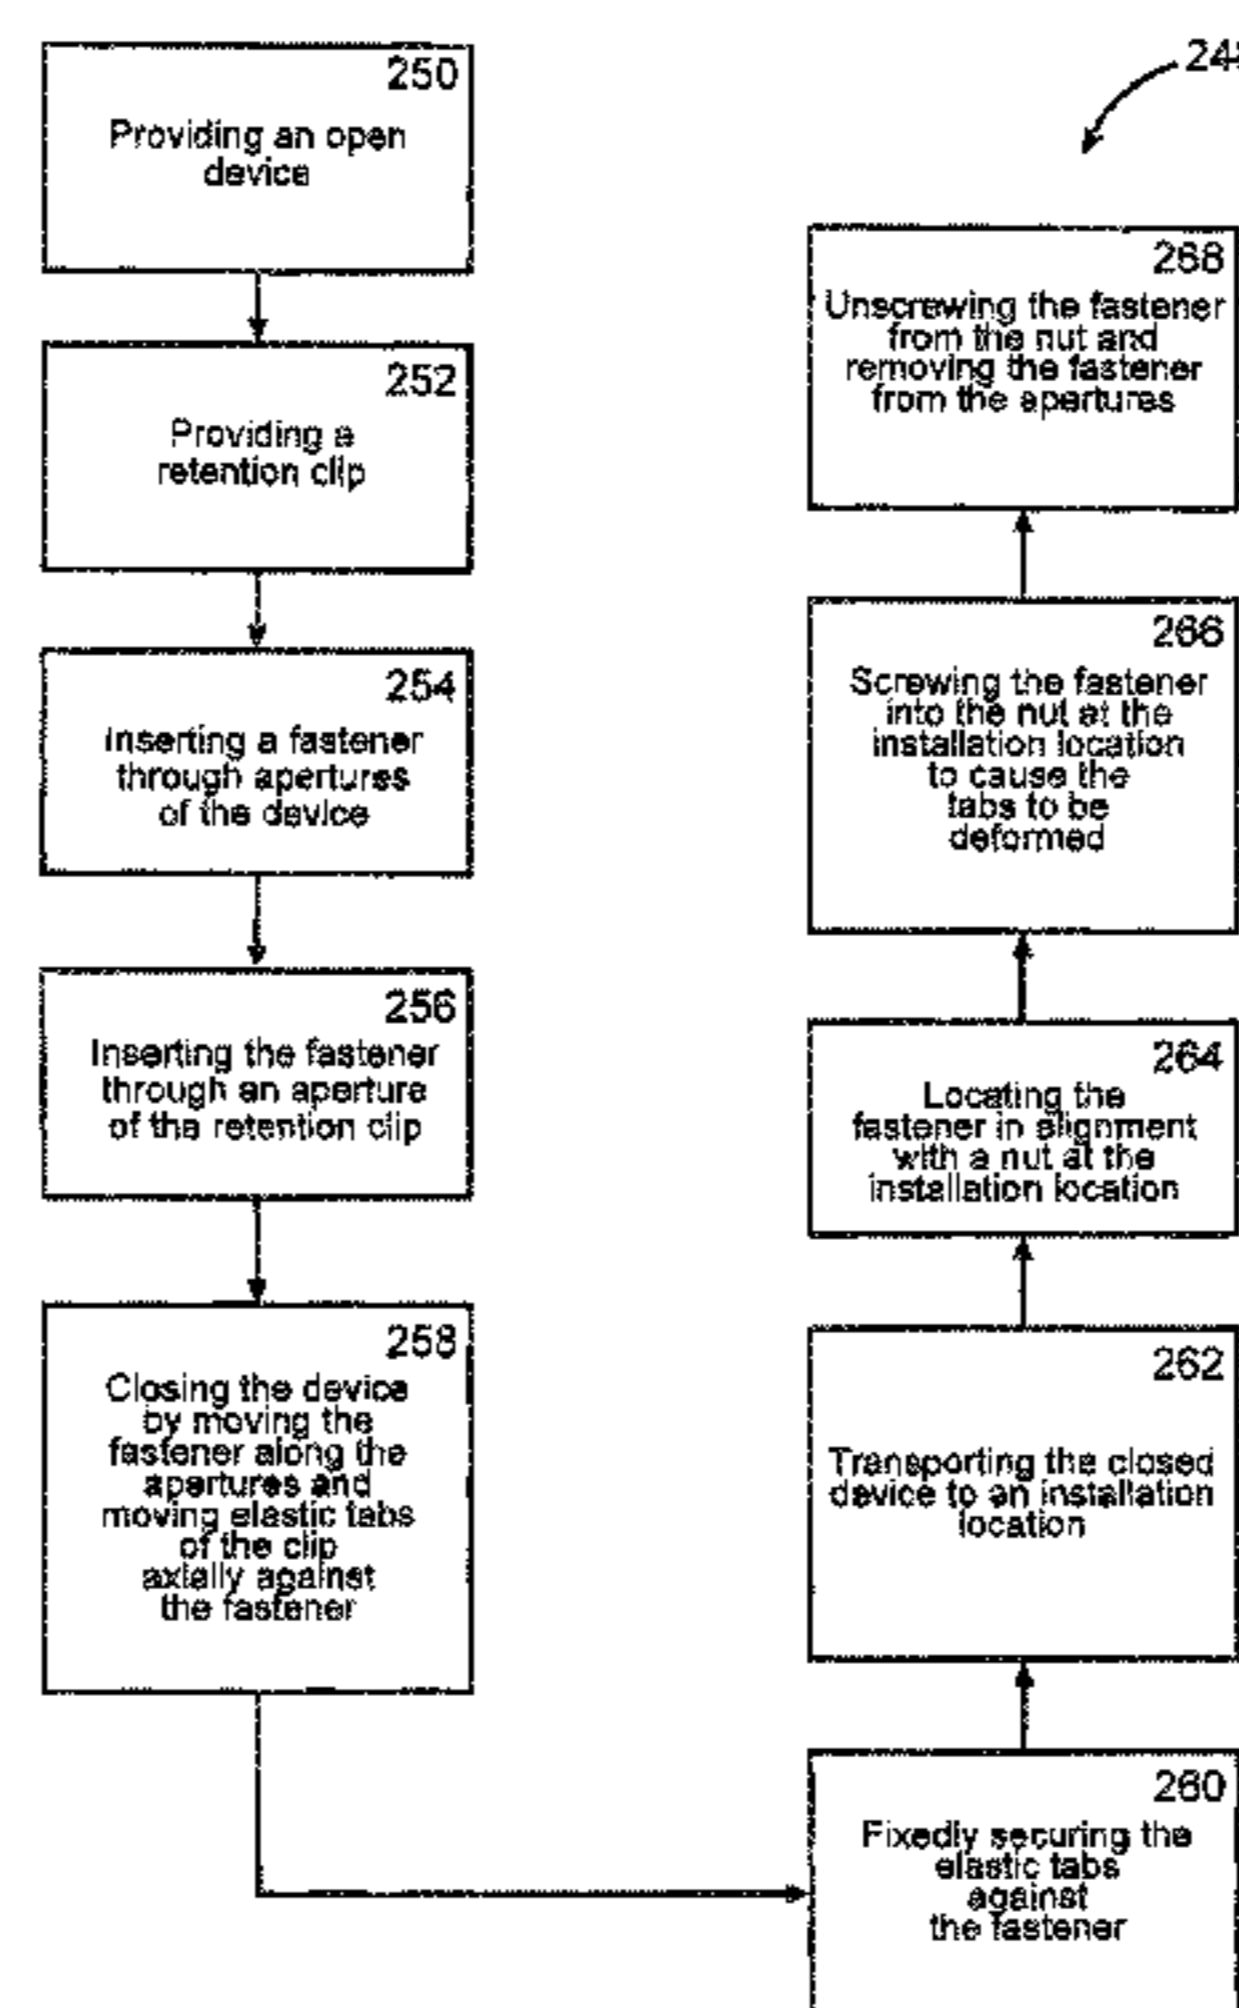 250
Providing an open
device
252
Providing a
retention clip
254
Inserting a fastener
through apertures
of the device
256
Inserting the fastener
through an aperture
of the retention clip
258
Closing the device
by moving the
fastener along the
apertures and
moving elastic tabs
of the clip
axially against
the fastener
260
Fixedly securing the
elastic tabs
against
the fastener
262
Transporting the closed
device to an installation
location
264
Locating the
fastener in alignment
with a nut at the
installation location
266
Screwing the fastener
into the nut at the
installation location
to cause the
tabs to be
deformed
268
Unscrewing the fastener
from the nut and
removing the fastener
from the apertures